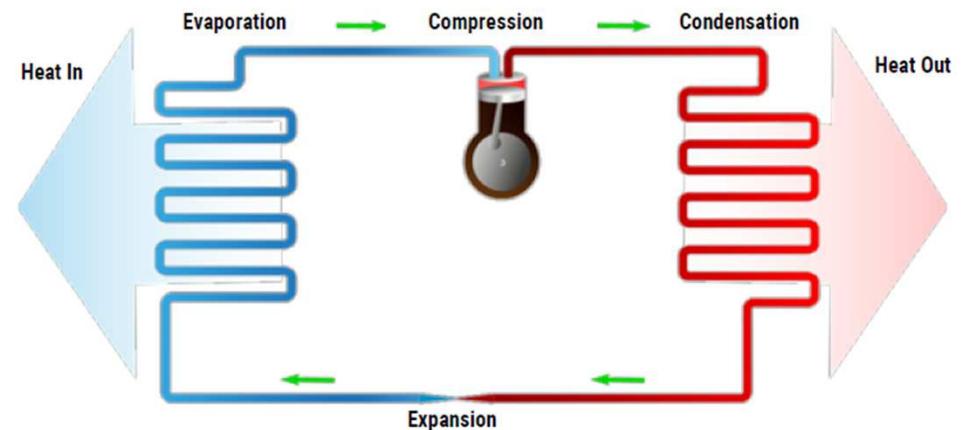 Evaporation
Compression
Condensation
Heat In
Heat Out
Expansion